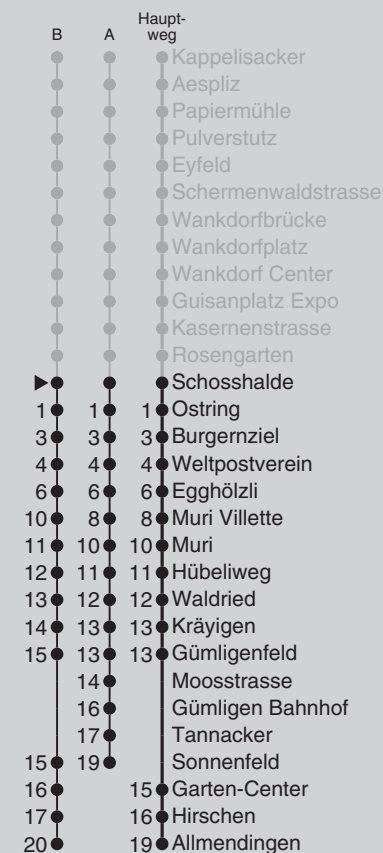 Haupt-
B A weg
Kappelisacker
Aespliz
Papiermühle
Pulverstutz
Eyfeld
Schermenwaldstrasse
Wankdorfbrücke
Wankdorfplatz
Wankdorf Center
Guisanplatz Expo
Kasernenstrasse
Rosengarten
Schosshalde
1 1 1 Ostring
3 3 3 Burgernziel
4 4 4 Weltpostverein
6 6 6 Egghölzli
10 8 8 Muri Villette
11 10 10 Muri
12 11 11 Hübeliweg
13 12 12 Waldried
14 13 13 Kräyigen
15 13 13 Gümligenfeld
14 Moosstrasse
16 Gümligen Bahnhof
17 Tannacker
15 19 Sonnenfeld
16 15 Garten-Center
17 16 Hirschen
20 19 Allmendingen